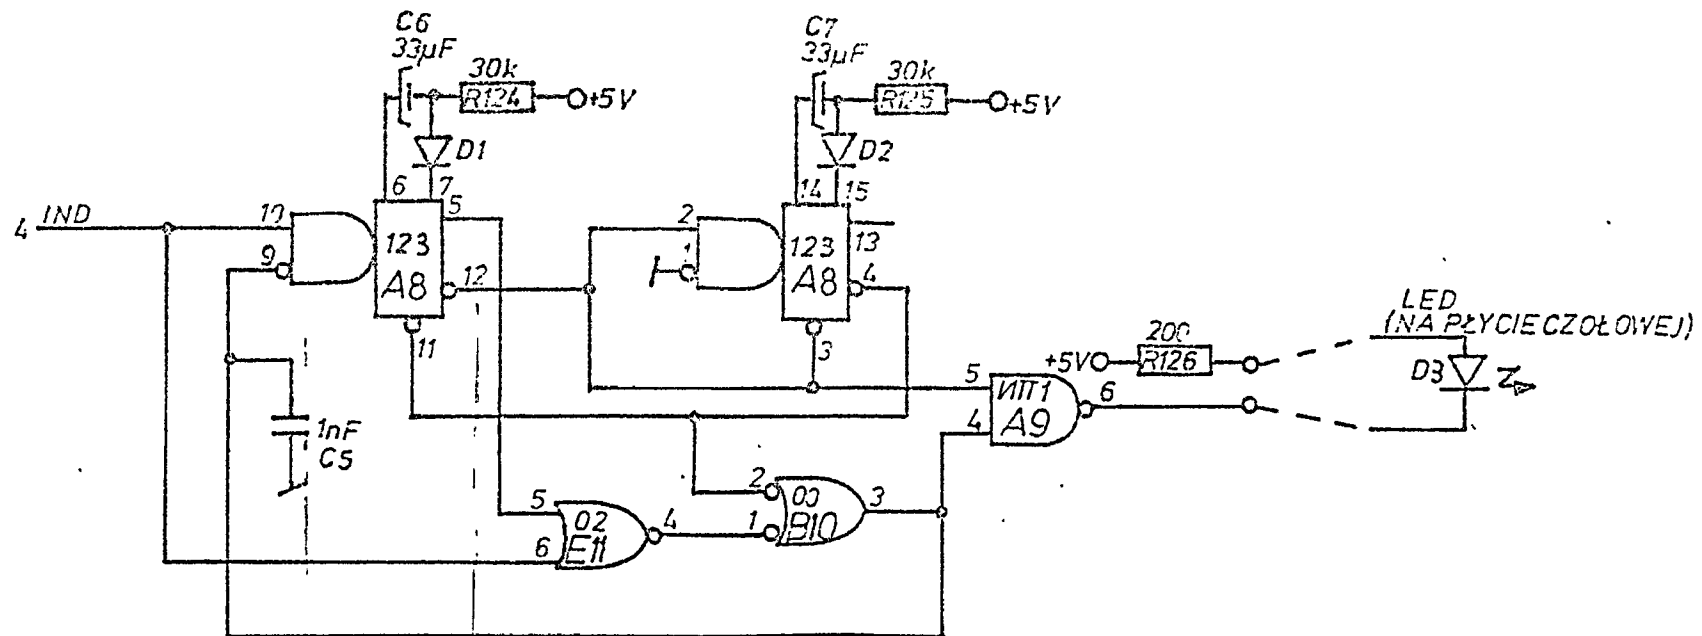 C6
33µF
30k
R124
+5V
D1
6
7
C7
33µF
30k
R125
+5V
D2
14
15
4
IND
10
9
123
A8
5
12
11
2
1
123
A8
13
4
3
1nF
C5
5
6
02
E11
4
2
1
00
B10
3
5
4
ИП1
A9
6
+5V
200
R126
LED
(NA PŁYCIE CZOŁOWEJ)
D3